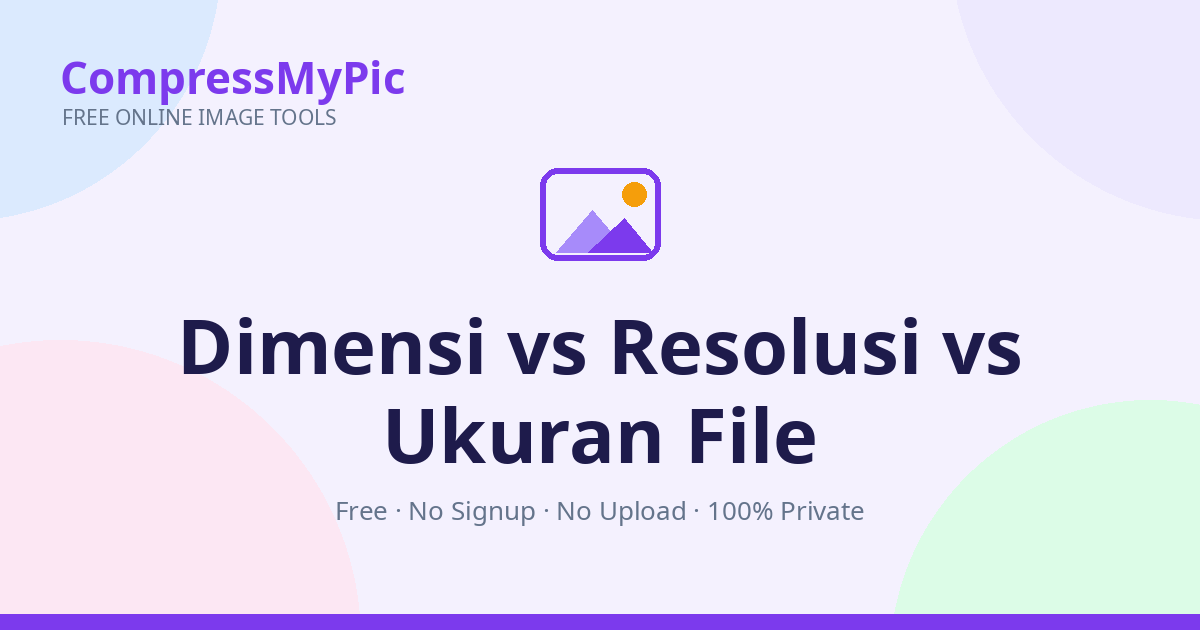 CompressMyPic
FREE ONLINE IMAGE TOOLS
Dimensi vs Resolusi vs
Ukuran File
Free · No Signup · No Upload · 100% Private